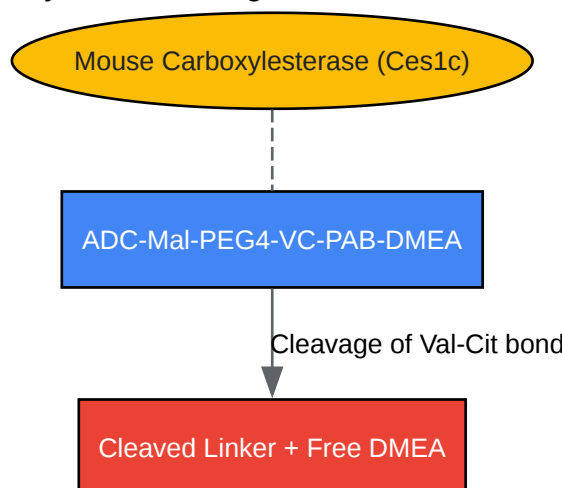 Mouse Carboxylesterase (Ces1c)
ADC-Mal-PEG4-VC-PAB-DMEA
Cleavage of Val-Cit bond
Cleaved Linker + Free DMEA